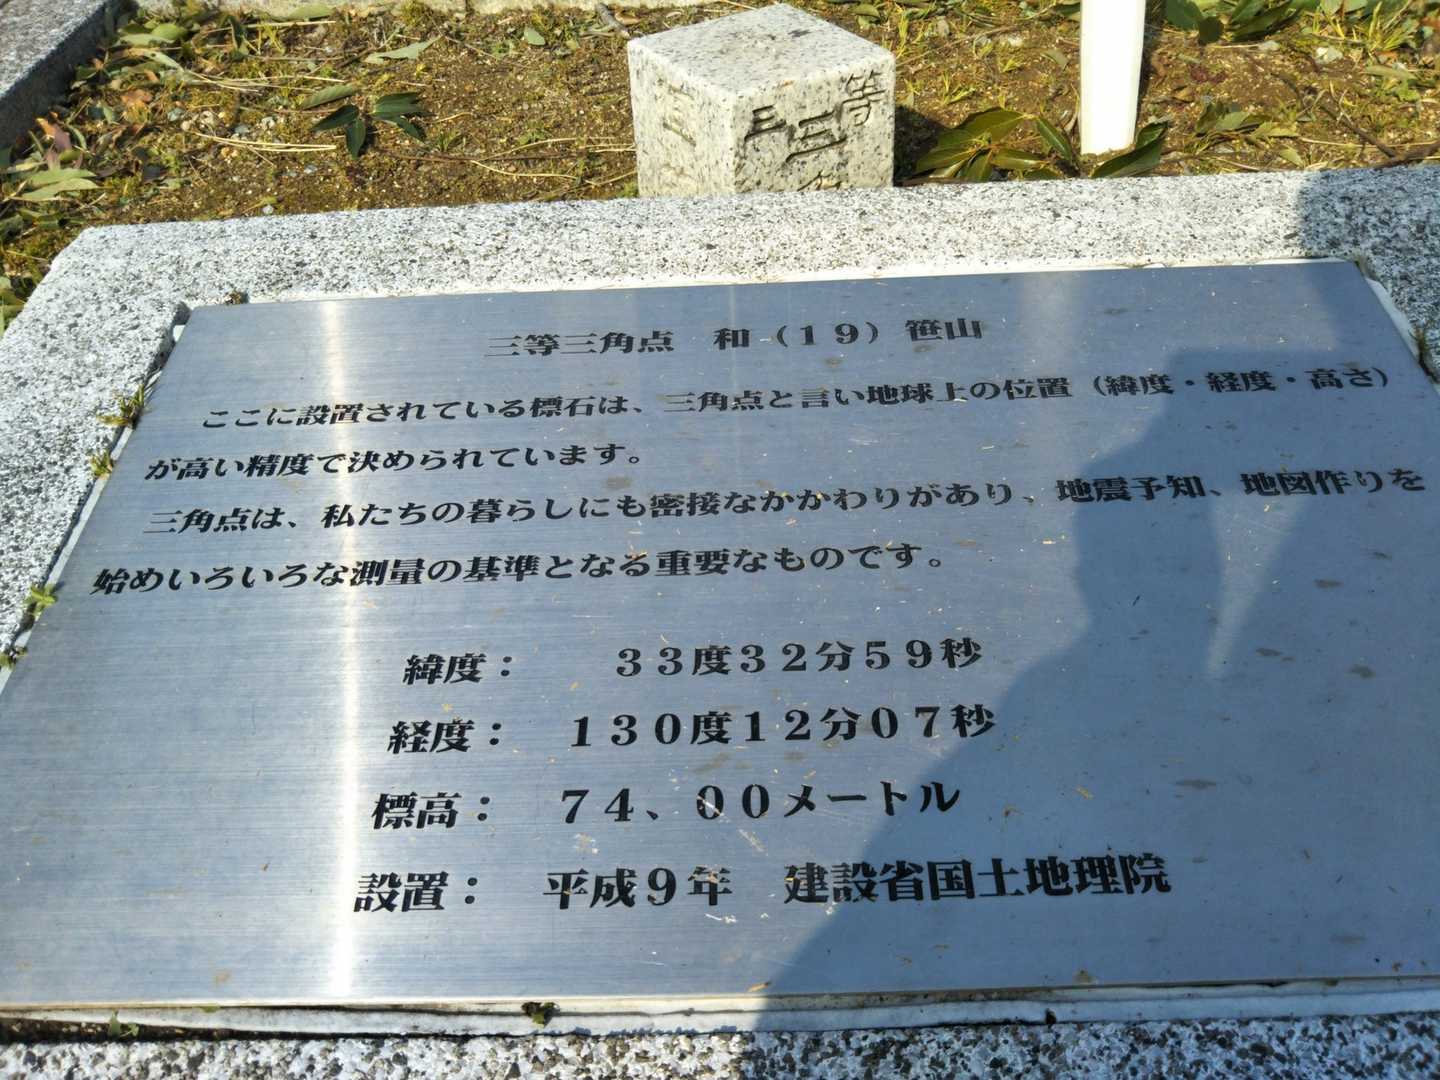 三等
三
三等三角点　和（１９）笹山
ここに設置されている標石は、三角点と言い地球上の位置（緯度・経度・高さ）
が高い精度で決められています。
三角点は、私たちの暮らしにも密接なかかわりがあり、地震予知、地図作りを
始めいろいろな測量の基準となる重要なものです。
緯度：　３３度３２分５９秒
経度：　１３０度１２分０７秒
標高：　７４、００メートル
設置：　平成９年　建設省国土地理院